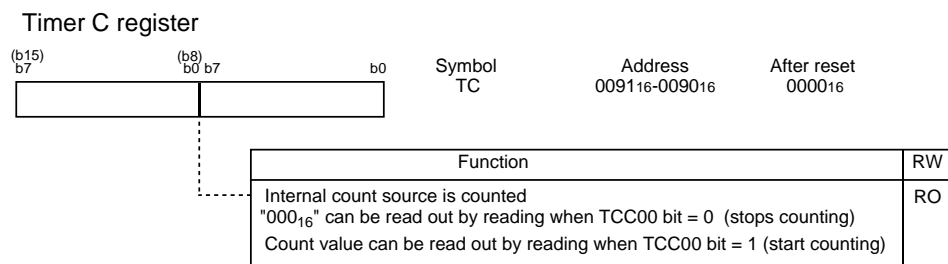 Timer C register
(b15) (b8)
b7 b0 b7 b0
Symbol Address After reset
TC 009116-009016 000016
Function RW
Internal count source is counted RO
"00016" can be read out by reading when TCC00 bit = 0 (stops counting)
Count value can be read out by reading when TCC00 bit = 1 (start counting)